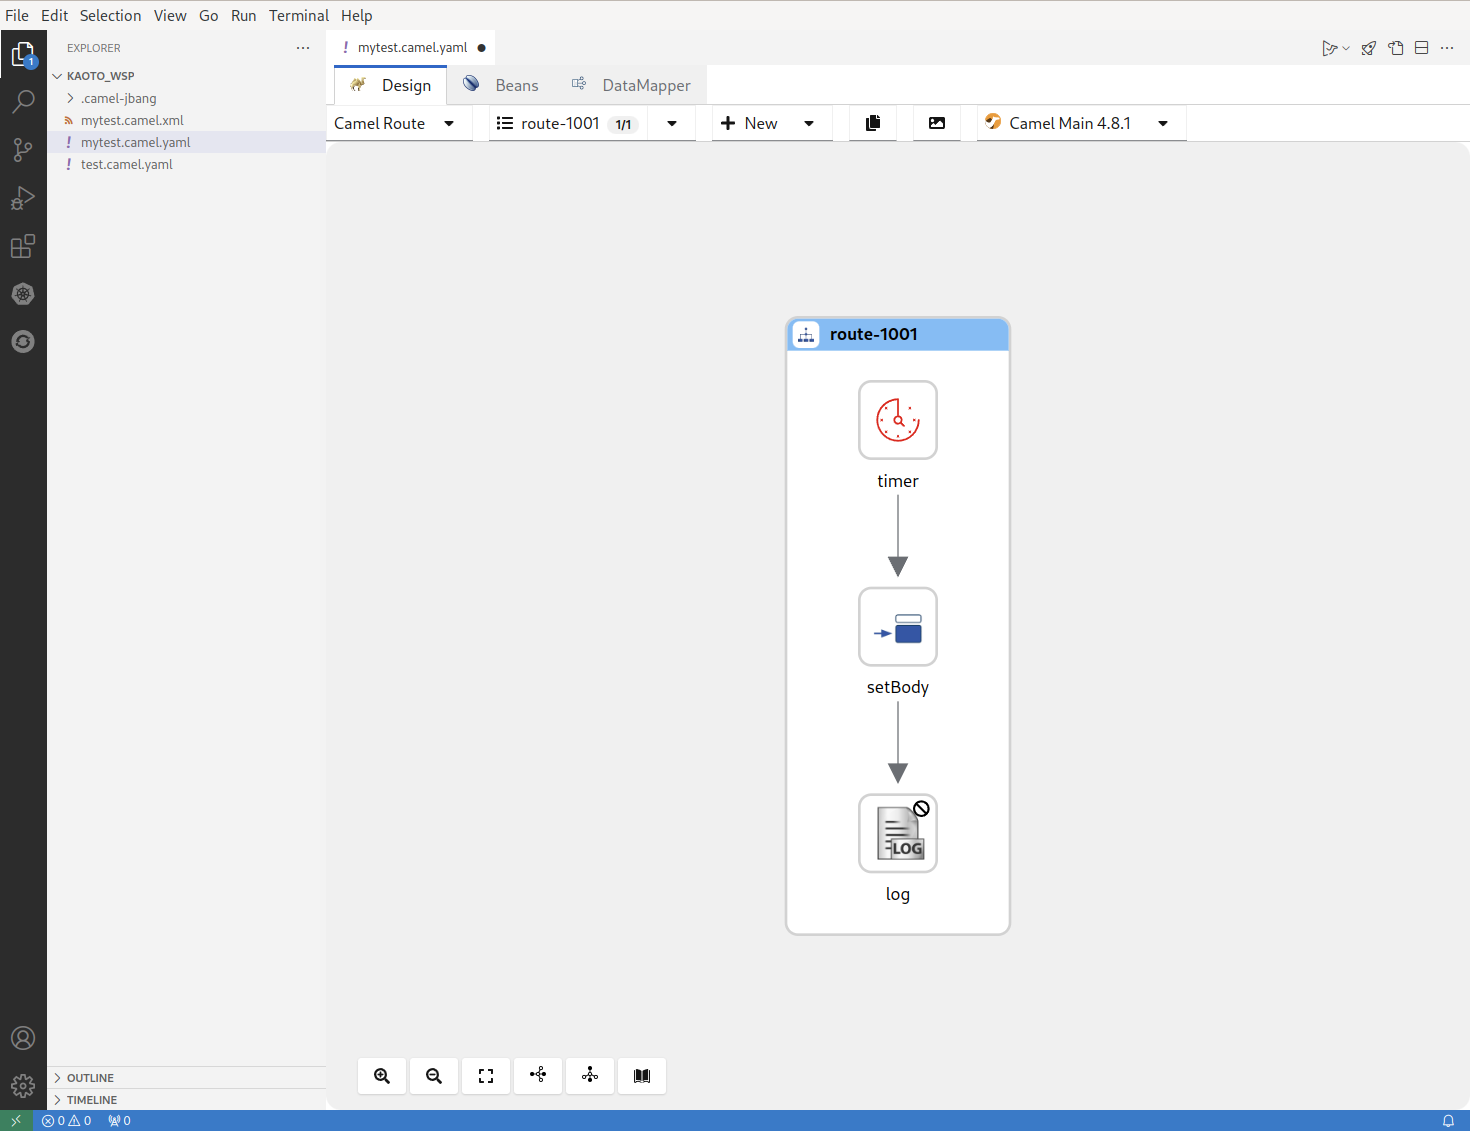 File Edit Selection View Go Run Terminal Help
EXPLORER
1
KAOTO_WSP
.camel-jbang
mytest.camel.xml
! mytest.camel.yaml
! test.camel.yaml
OUTLINE
TIMELINE
! mytest.camel.yaml
Design Beans DataMapper
Camel Route route-1001 1/1 New Camel Main 4.8.1
route-1001
timer
setBody
LOG
log
0 0 0